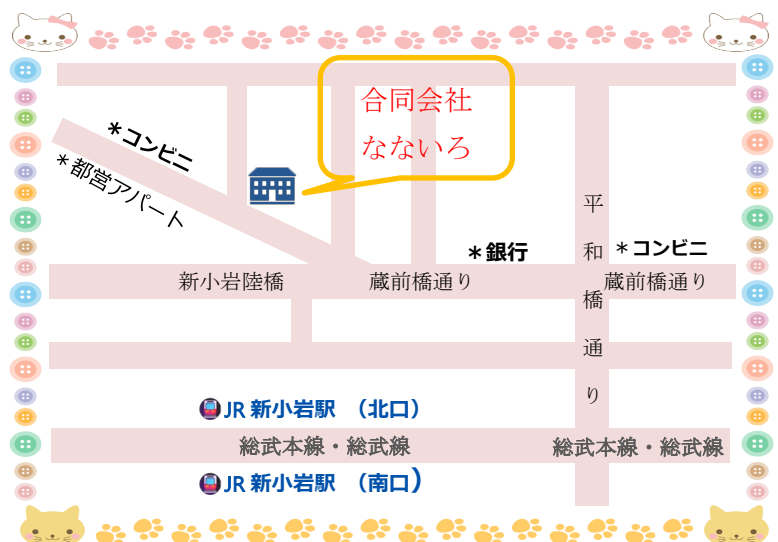 合同会社
なないろ
＊コンビニ
＊都営アパート
＊銀行
＊コンビニ
平和橋通り
新小岩陸橋
蔵前橋通り
蔵前橋通り
JR 新小岩駅 （北口）
総武本線・総武線
総武本線・総武線
JR 新小岩駅 （南口）